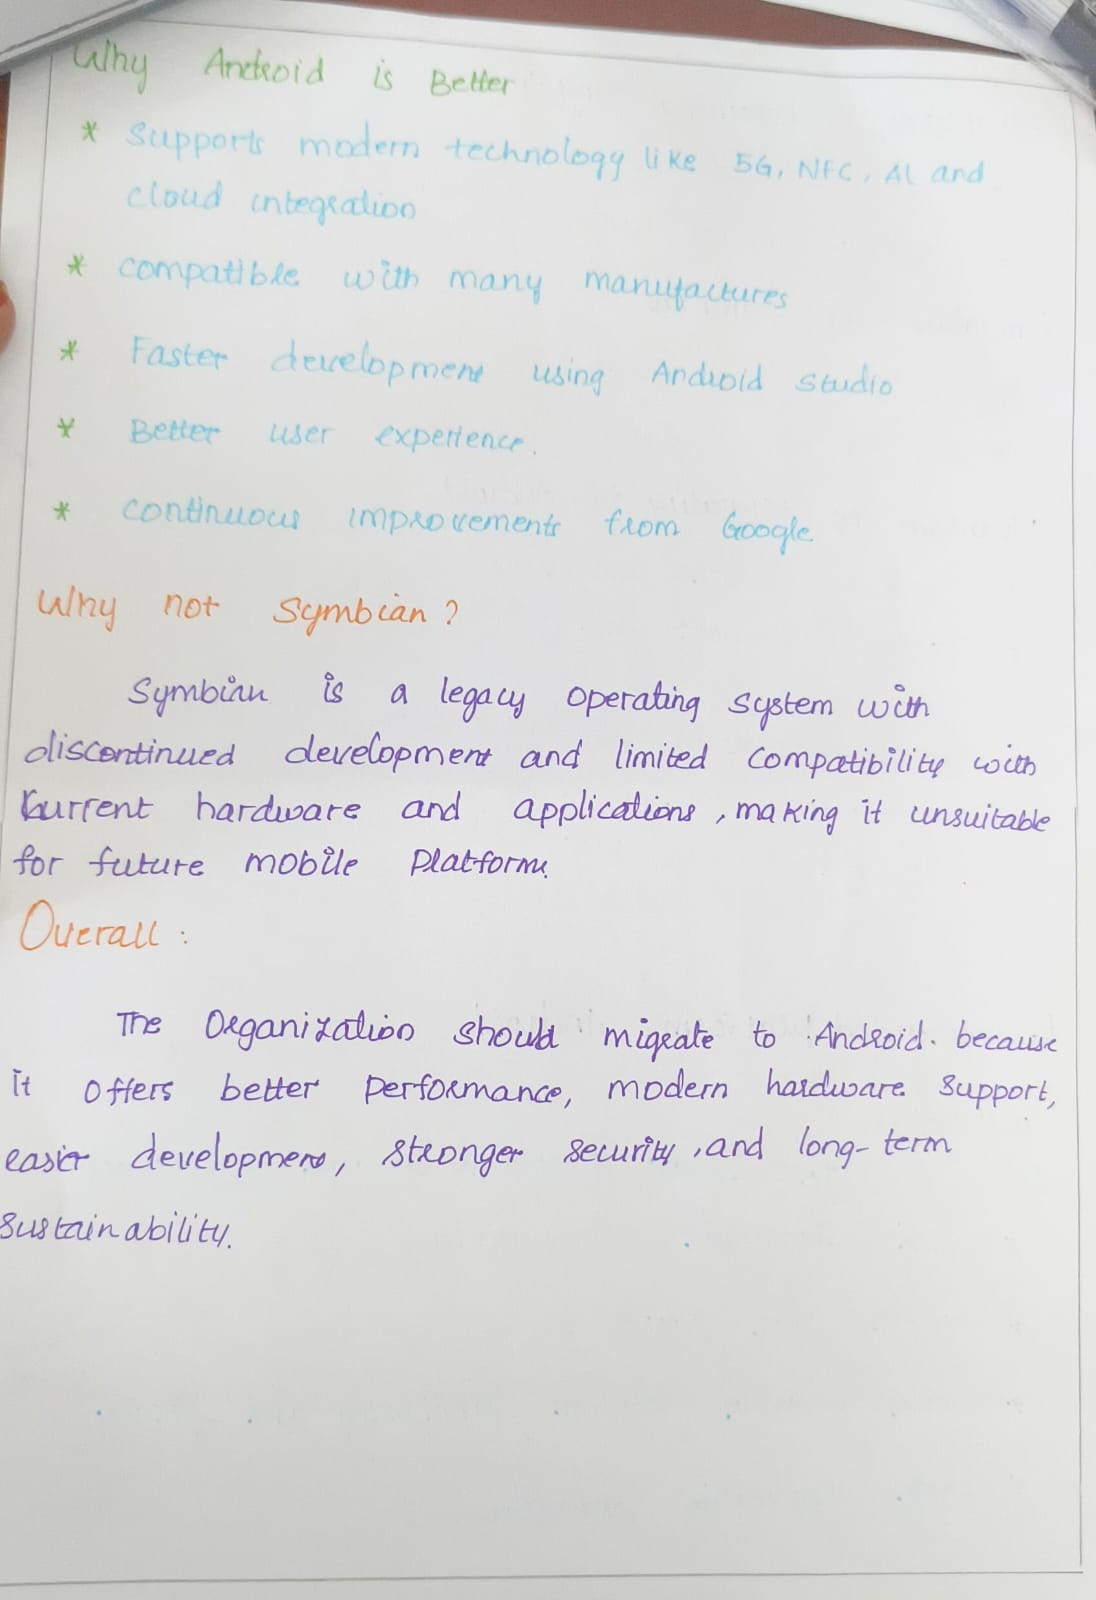 Why Android is Better
* Supports modern technology like 5G, NFC, AI and
cloud integration
* compatible with many manufactures
* Faster development using Android Studio
* Better user experience.
* continuous improvements from Google
Why not Symbian?
Symbian is a legacy operating system with
discontinued development and limited compatibility with
current hardware and applications, making it unsuitable
for future mobile platform.
Overall :
The Organization should migrate to Android. because
it offers better performance, modern hardware support,
easier development, stronger security, and long-term
sustainability.